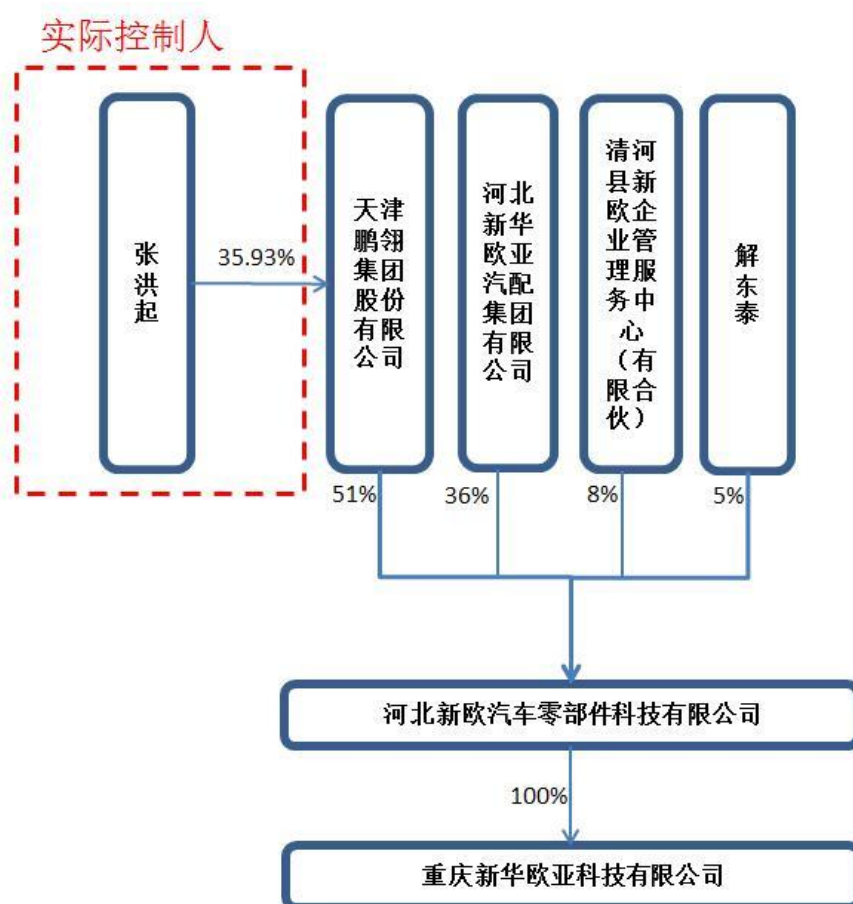 实际控制人
张
洪
起
35.93%
天津
鹏翎
集团
股份
有限
公司
河北
新华
欧亚
汽配
集团
有限
公司
清河
县新
欧企
业管
理服
务中
心
（有
限合
伙）
解
东
泰
51%
36%
8%
5%
河北新欧汽车零部件科技有限公司
100%
重庆新华欧亚科技有限公司